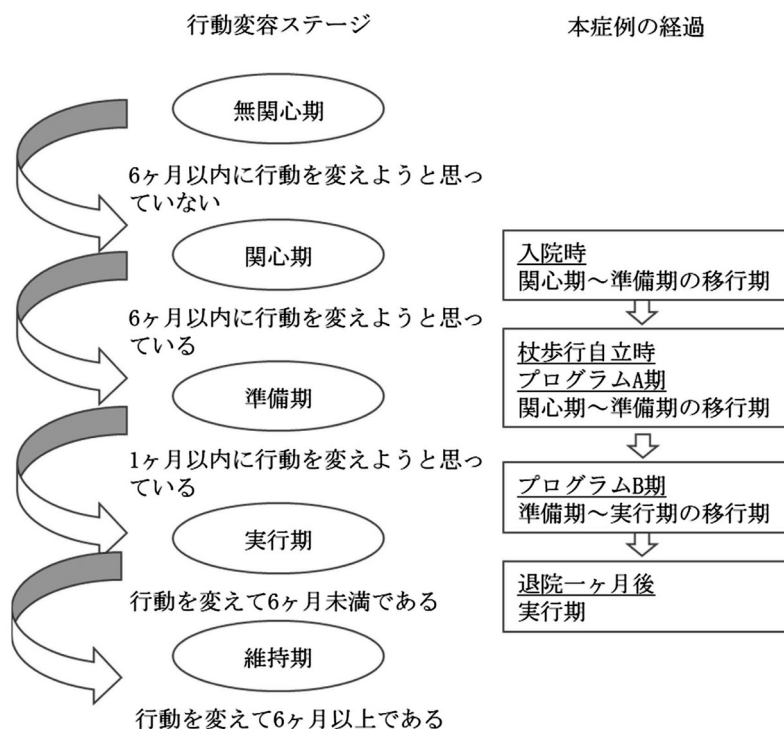 行動変容ステージ
無関心期
6ヶ月以内に行動を変えようと思っ
ていない
関心期
6ヶ月以内に行動を変えようと思っ
ている
準備期
1ヶ月以内に行動を変えようと思っ
ている
実行期
行動を変えて6ヶ月未満である
維持期
行動を変えて6ヶ月以上である
本症例の経過
入院時
関心期～準備期の移行期
杖歩行自立時
プログラムA期
関心期～準備期の移行期
プログラムB期
準備期～実行期の移行期
退院一ヶ月後
実行期